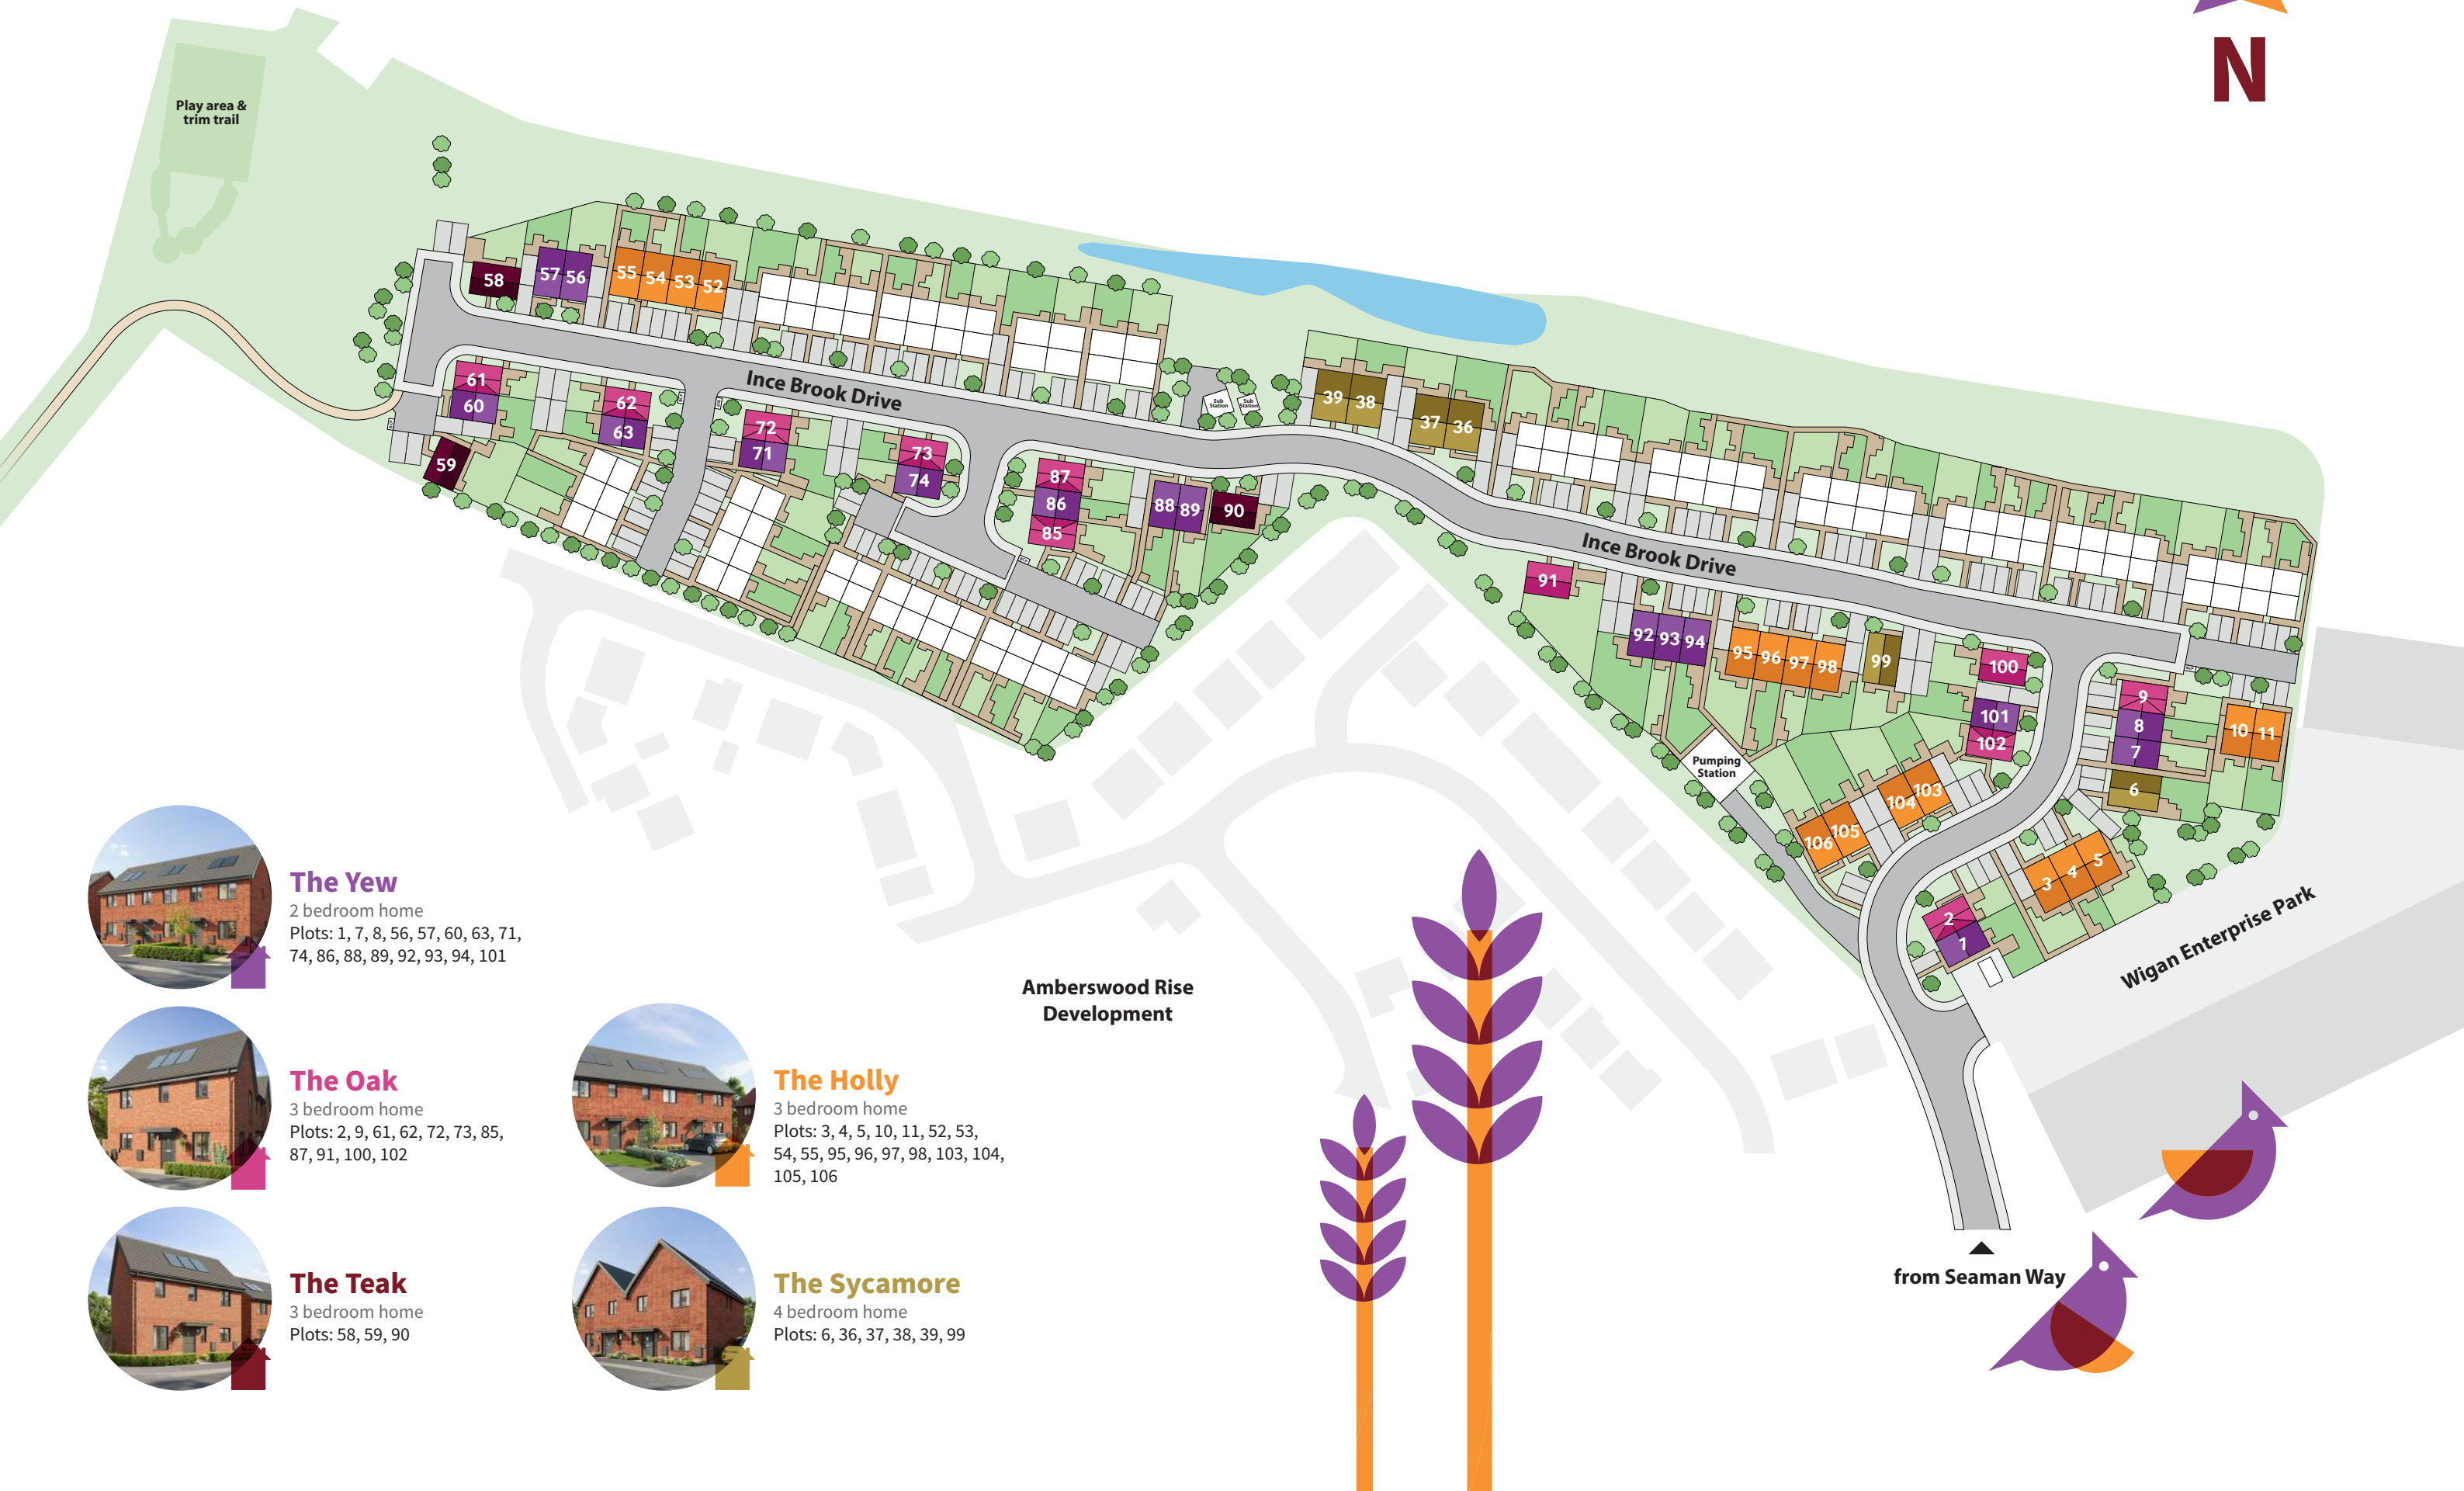 N
Play area &
trim trail
58
57 56
55 54 53 52
Ince Brook Drive
61
60
62
63
59
72
71
73
74
87
86
85
88 89
90
Sub
Station
Sub
Station
39 38
37 36
Ince Brook Drive
91
92 93 94
95 96 97 98
99
100
101
102
9
8
7
6
10 11
Pumping
Station
103
104
105
106
5
4
3
2
1
Wigan Enterprise Park
The Yew
2 bedroom home
Plots: 1, 7, 8, 56, 57, 60, 63, 71,
74, 86, 88, 89, 92, 93, 94, 101
The Oak
3 bedroom home
Plots: 2, 9, 61, 62, 72, 73, 85,
87, 91, 100, 102
The Teak
3 bedroom home
Plots: 58, 59, 90
The Holly
3 bedroom home
Plots: 3, 4, 5, 10, 11, 52, 53,
54, 55, 95, 96, 97, 98, 103, 104,
105, 106
The Sycamore
4 bedroom home
Plots: 6, 36, 37, 38, 39, 99
Amberswood Rise
Development
from Seaman Way